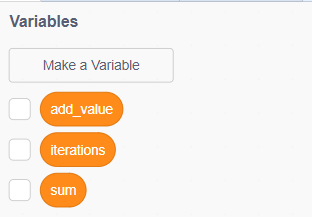 Variables
Make a Variable
add_value
iterations
sum